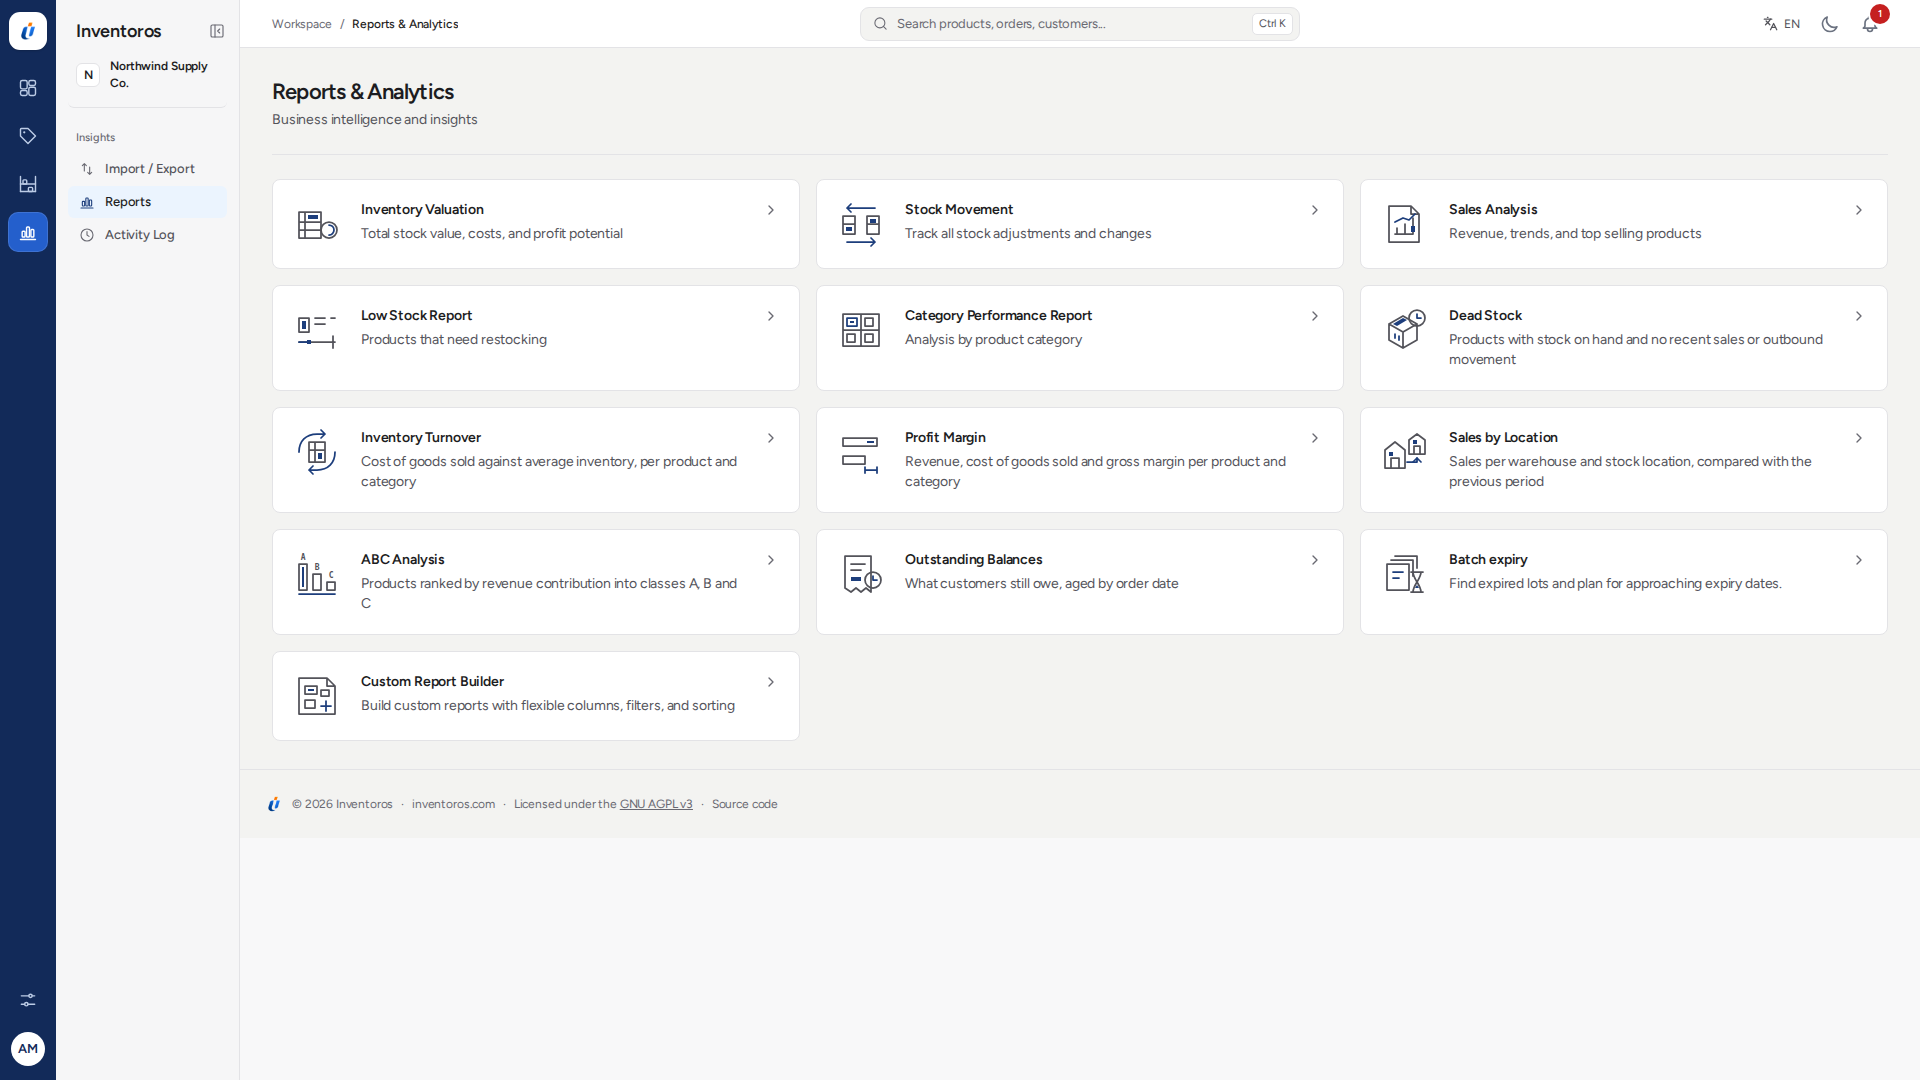 Inventoros
N
Northwind Supply
Co.
Insights
Import / Export
Reports
Activity Log
AM
Workspace / Reports & Analytics
Search products, orders, customers...
Ctrl K
EN
1
Reports & Analytics
Business intelligence and insights
Inventory Valuation
Total stock value, costs, and profit potential
Stock Movement
Track all stock adjustments and changes
Sales Analysis
Revenue, trends, and top selling products
Low Stock Report
Products that need restocking
Category Performance Report
Analysis by product category
Dead Stock
Products with stock on hand and no recent sales or outbound
movement
Inventory Turnover
Cost of goods sold against average inventory, per product and
category
Profit Margin
Revenue, cost of goods sold and gross margin per product and
category
Sales by Location
Sales per warehouse and stock location, compared with the
previous period
A
B
C
ABC Analysis
Products ranked by revenue contribution into classes A, B and
C
Outstanding Balances
What customers still owe, aged by order date
Batch expiry
Find expired lots and plan for approaching expiry dates.
Custom Report Builder
Build custom reports with flexible columns, filters, and sorting
© 2026 Inventoros · inventoros.com · Licensed under the GNU AGPL v3 · Source code